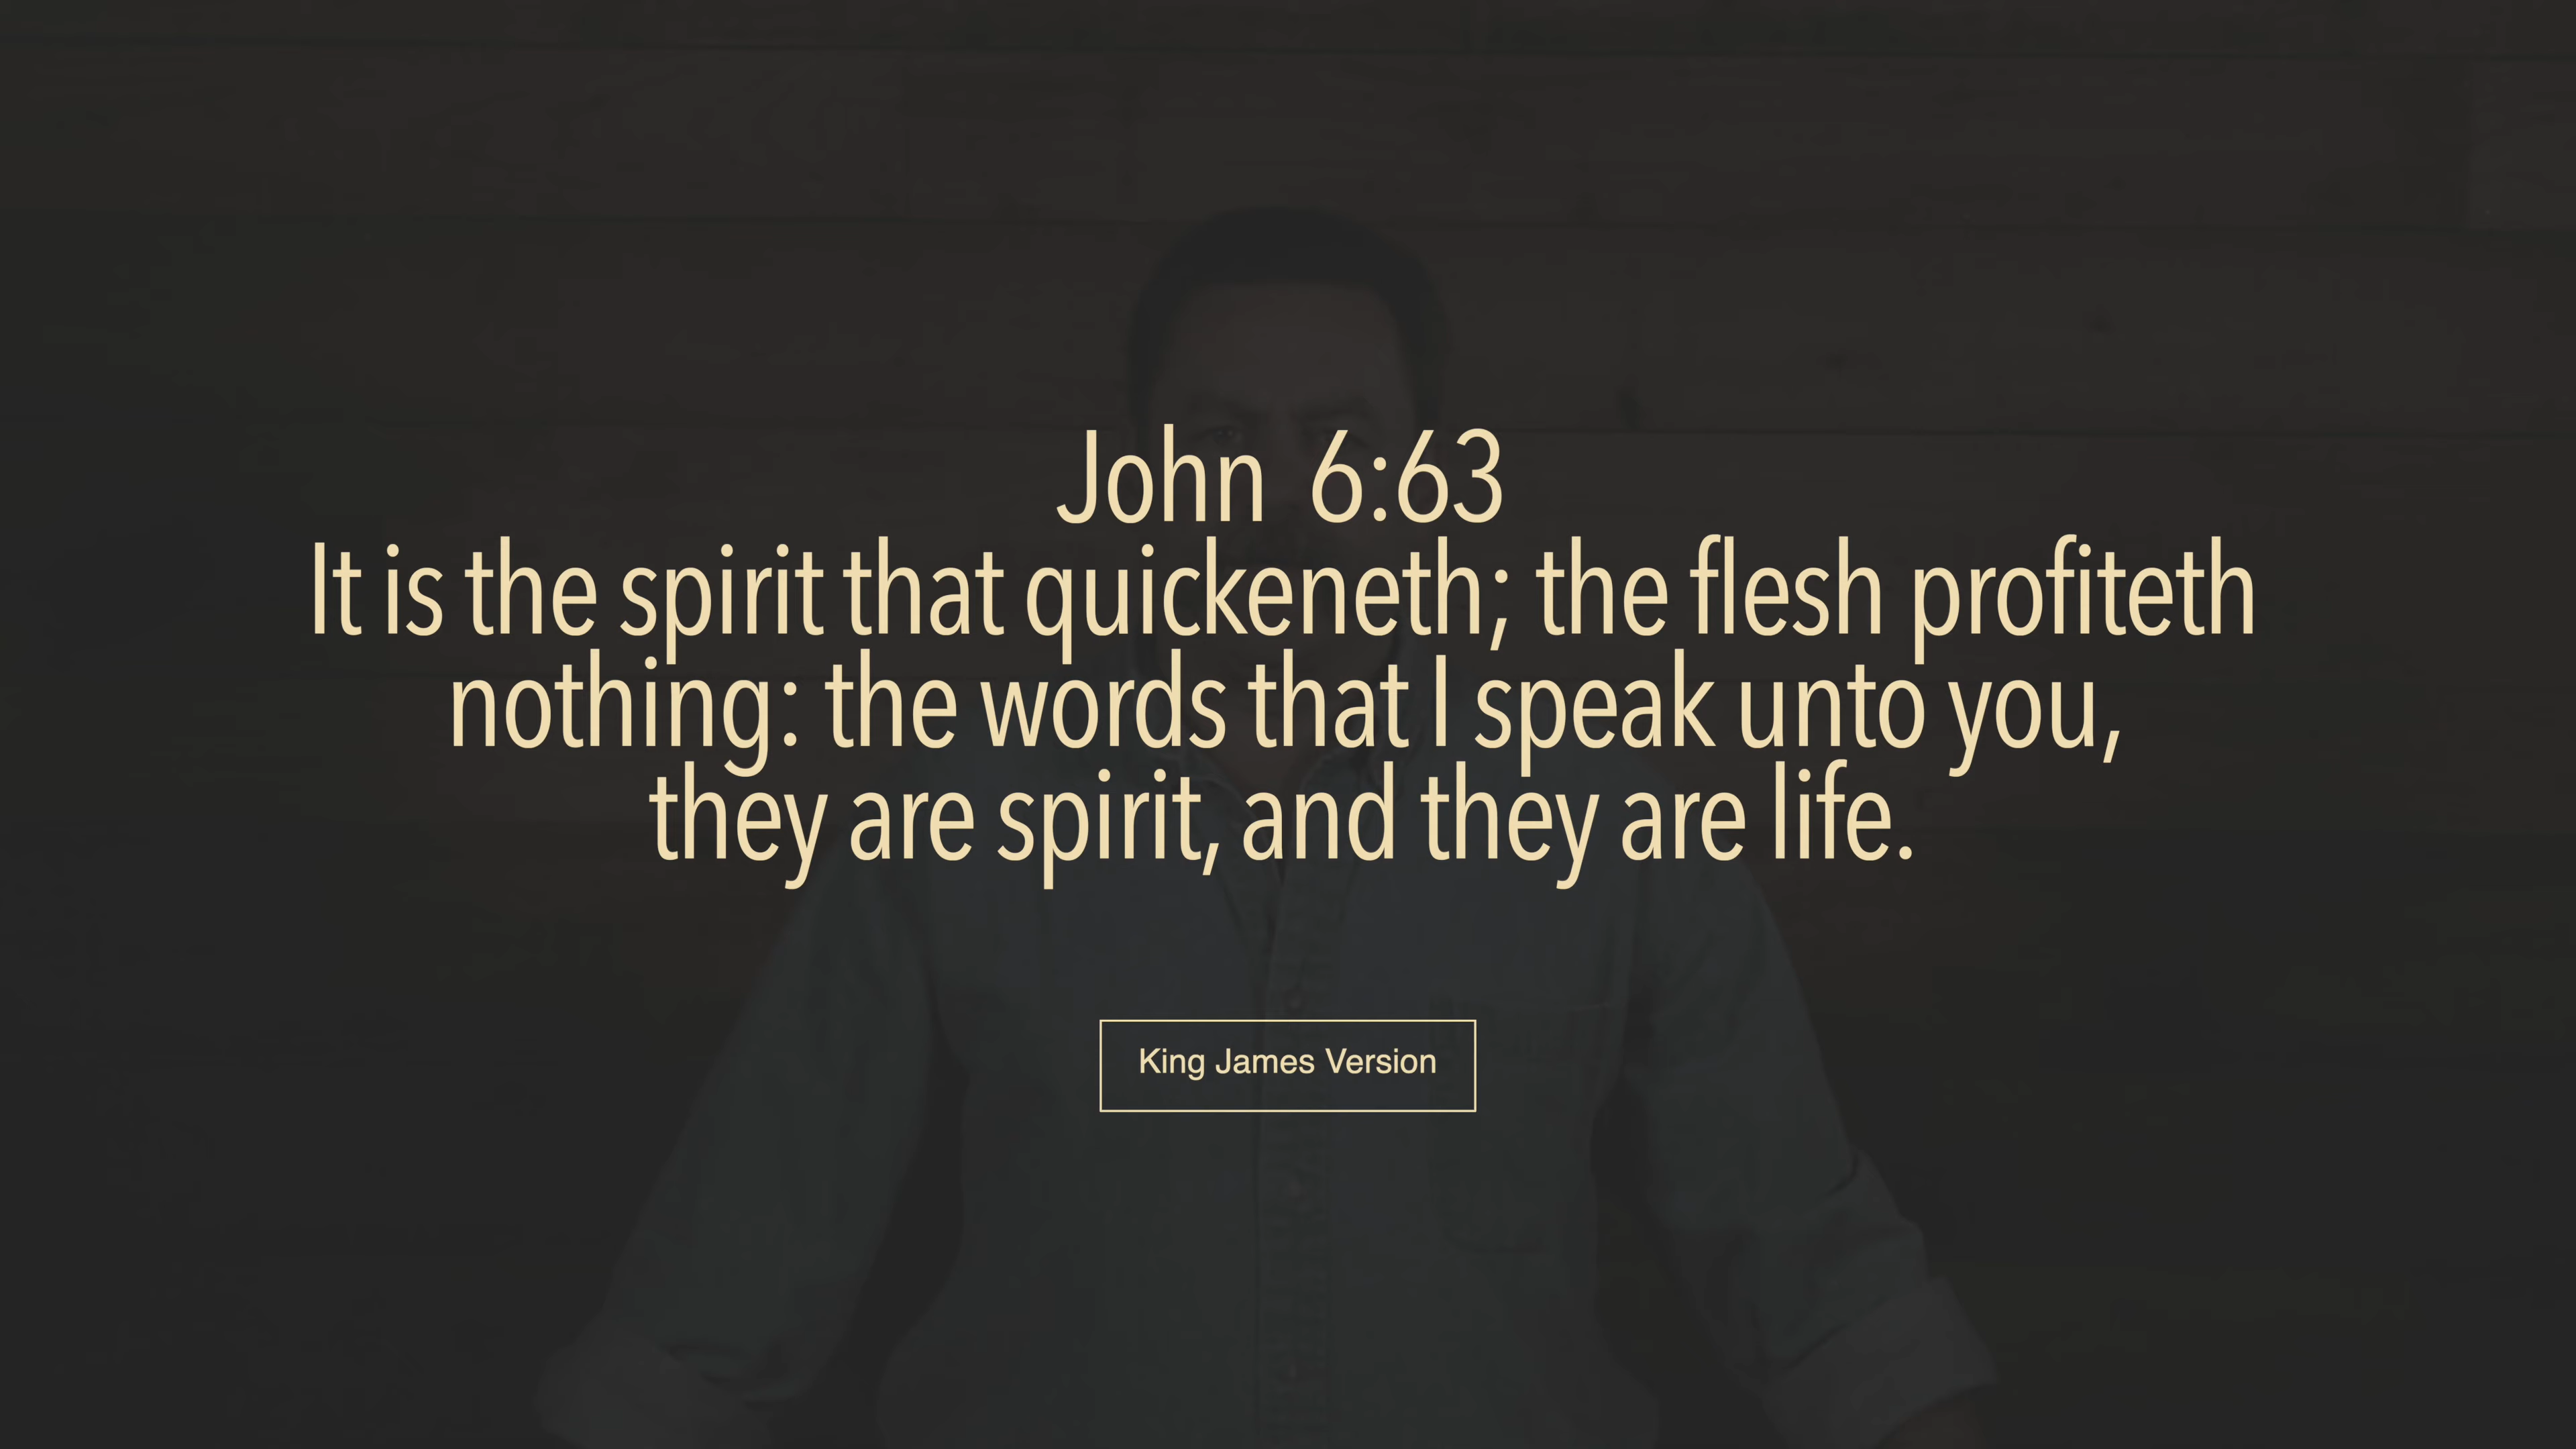 John 6:63
It is the spirit that quickeneth; the flesh profiteth
nothing: the words that I speak unto you,
they are spirit, and they are life.
King James Version